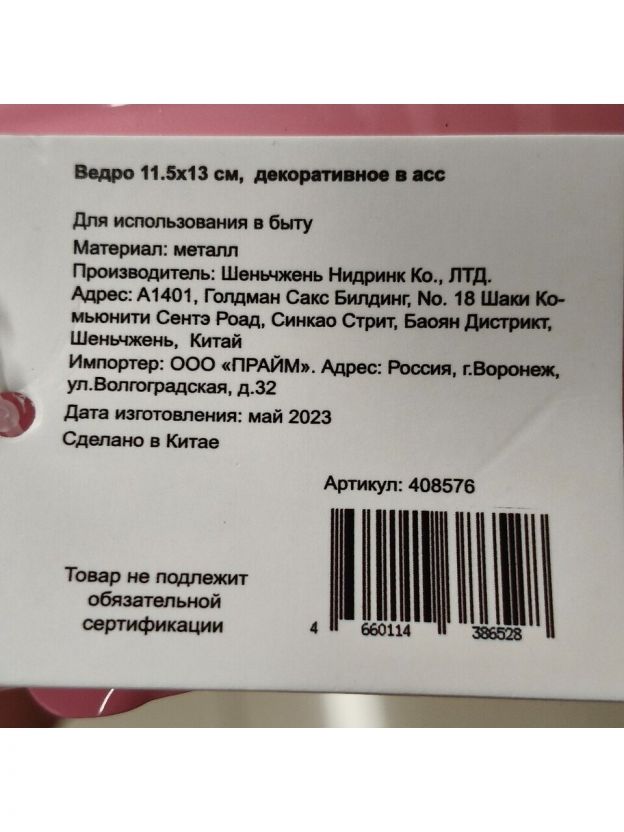 Ведро 11.5х13 см, декоративное в асс
Для использования в быту
Материал: металл
Производитель: Шеньчжень Нидринк Ко., ЛТД.
Адрес: А1401, Голдман Сакс Билдинг, No. 18 Шаки Ко-
мьюнити Сентэ Роад, Синкао Стрит, Баоян Дистрикт,
Шеньчжень, Китай
Импортер: ООО «ПРАЙМ». Адрес: Россия, г.Воронеж,
ул.Волгоградская, д.32
Дата изготовления: май 2023
Сделано в Китае
Артикул: 408576
Товар не подлежит
обязательной
сертификации
4 660114 386528